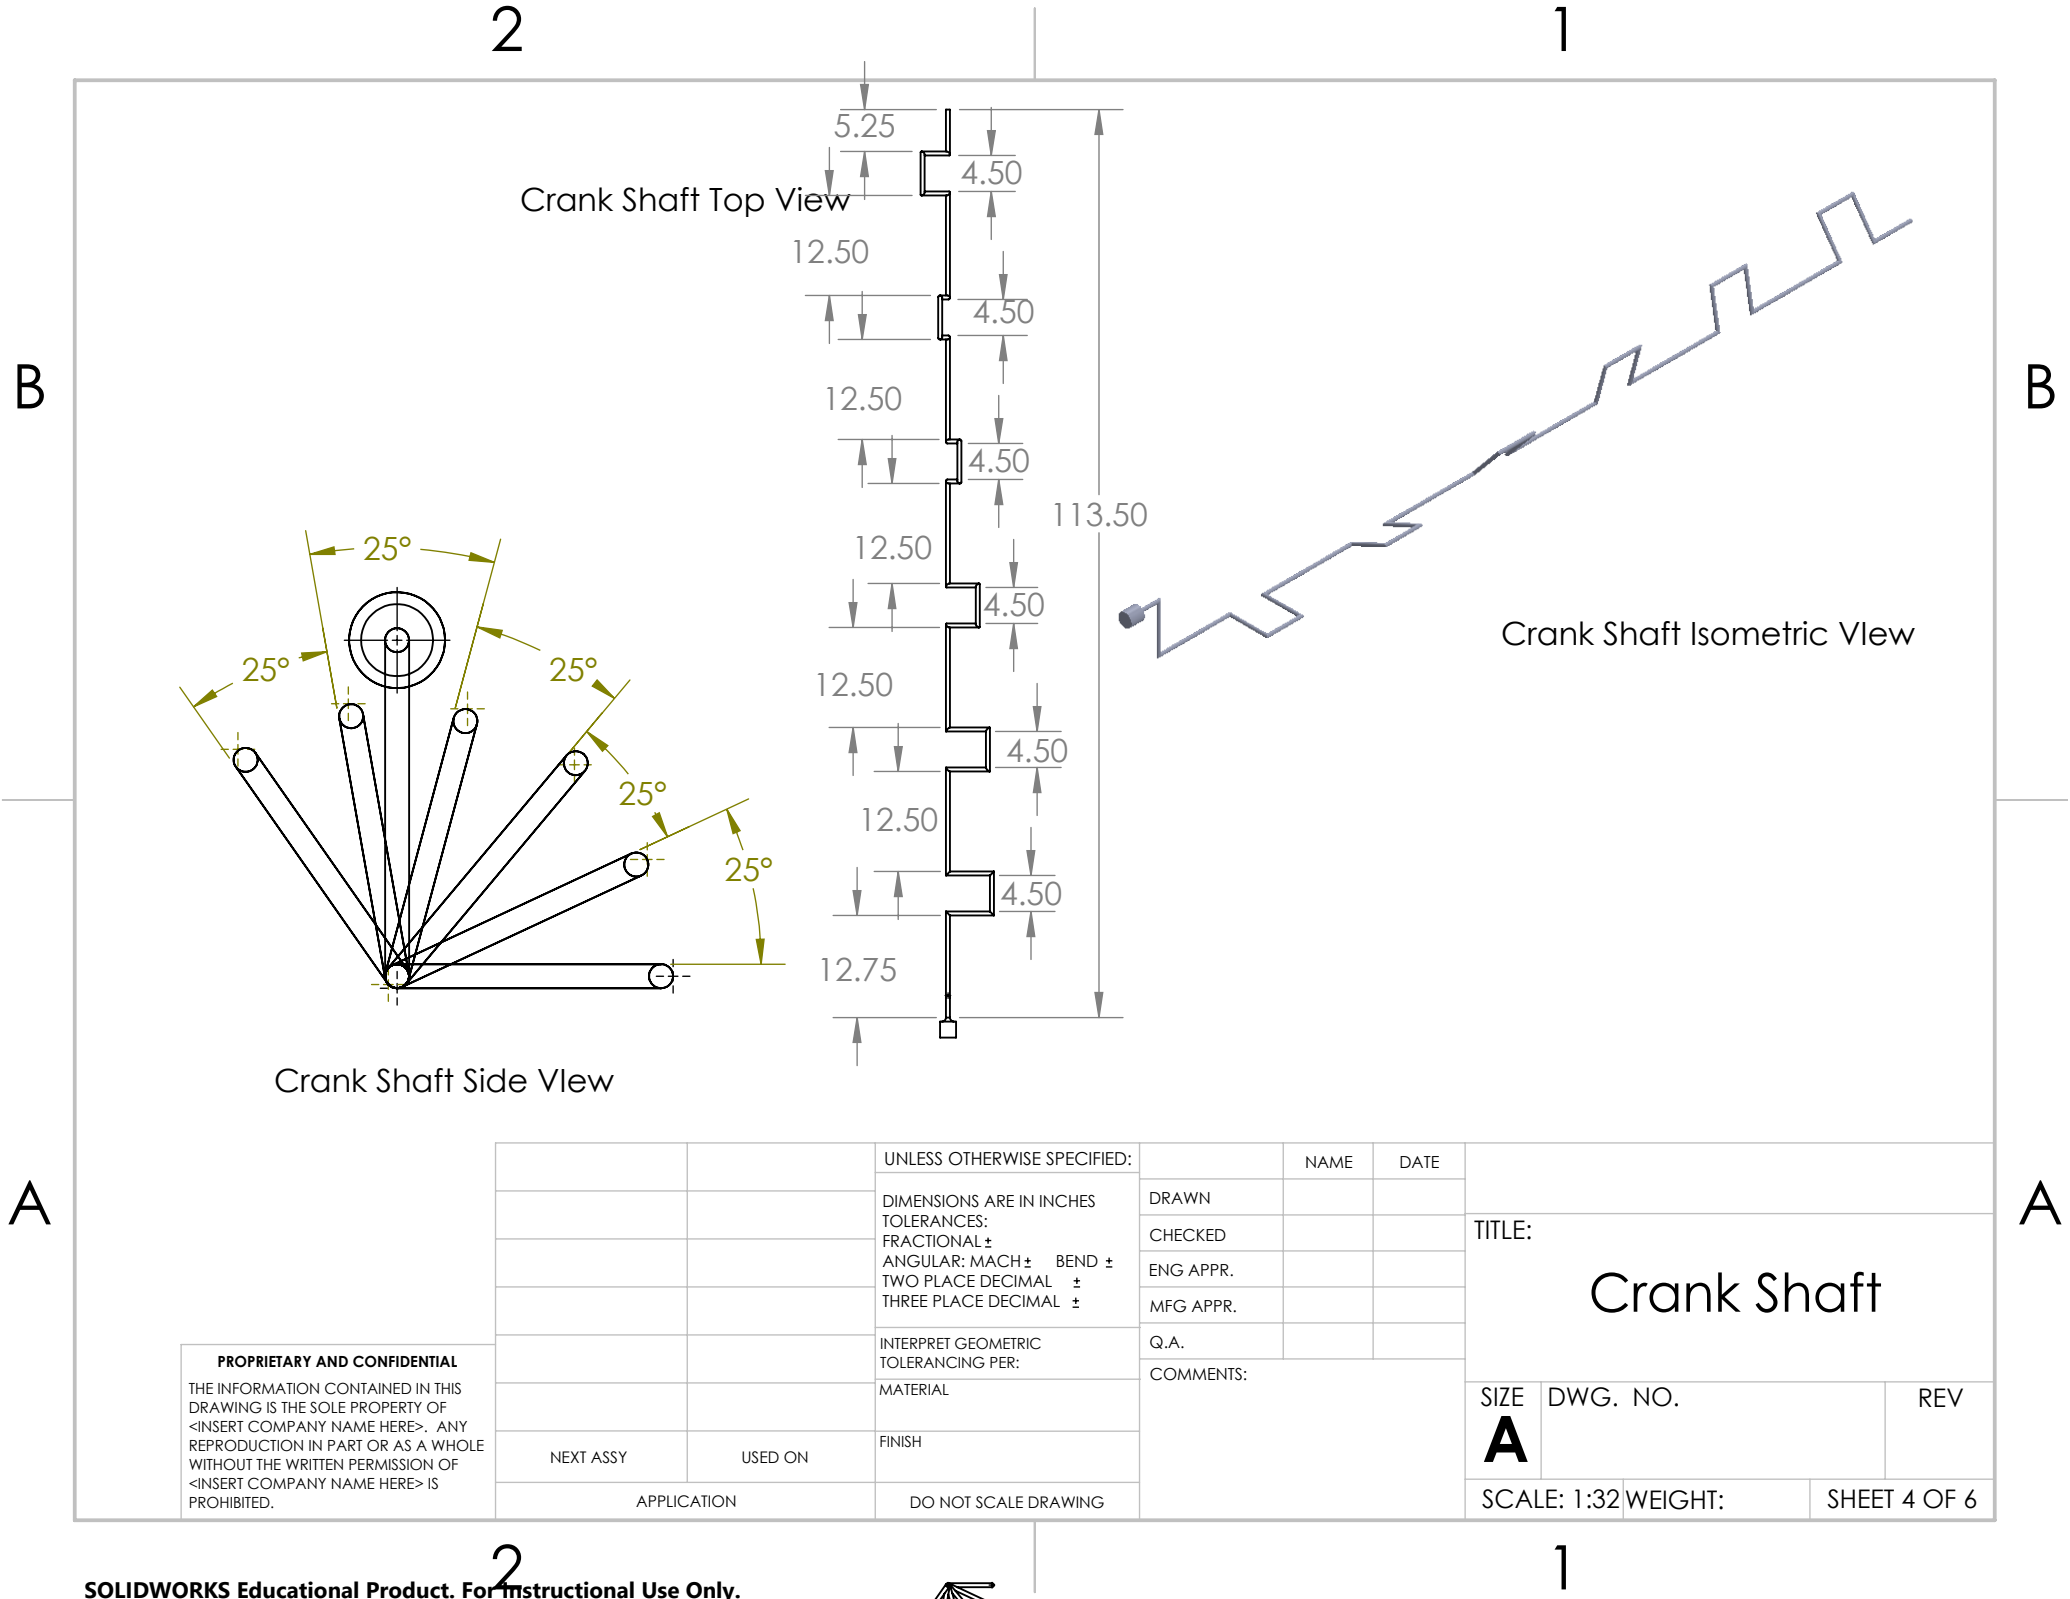 2
1
5.25
4.50
Crank Shaft Top View
12.50
4.50
B
B
12.50
4.50
113.50
12.50
25°
4.50
Crank Shaft Isometric VIew
25°
25°
12.50
4.50
25°
12.50
25°
4.50
12.75
Crank Shaft Side VIew
A
A
UNLESS OTHERWISE SPECIFIED:
DIMENSIONS ARE IN INCHES
TOLERANCES:
FRACTIONAL ±
ANGULAR: MACH ± BEND ±
TWO PLACE DECIMAL ±
THREE PLACE DECIMAL ±
INTERPRET GEOMETRIC
TOLERANCING PER:
MATERIAL
FINISH
DO NOT SCALE DRAWING
NAME
DATE
DRAWN
CHECKED
ENG APPR.
MFG APPR.
Q.A.
COMMENTS:
TITLE:
Crank Shaft
SIZE
A
DWG. NO.
REV
SCALE: 1:32
WEIGHT:
SHEET 4 OF 6
PROPRIETARY AND CONFIDENTIAL
THE INFORMATION CONTAINED IN THIS
DRAWING IS THE SOLE PROPERTY OF
<INSERT COMPANY NAME HERE>. ANY
REPRODUCTION IN PART OR AS A WHOLE
WITHOUT THE WRITTEN PERMISSION OF
<INSERT COMPANY NAME HERE> IS
PROHIBITED.
NEXT ASSY
USED ON
APPLICATION
2
1
SOLIDWORKS Educational Product. For Instructional Use Only.